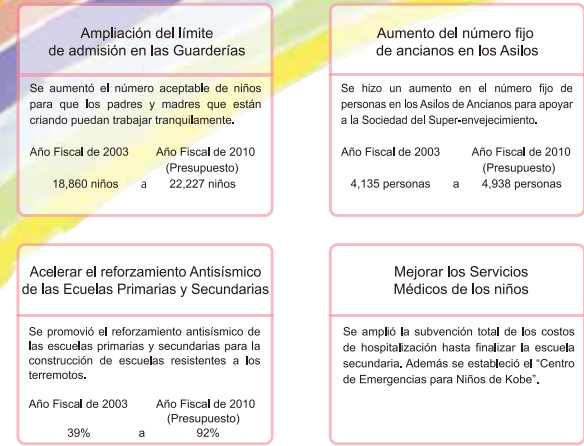 Ampliación del límite
de admisión en las Guarderías
Se aumentó el número aceptable de niños
para que los padres y madres que están
criando puedan trabajar tranquilamente.
Año Fiscal de 2003 Año Fiscal de 2010
(Presupuesto)
18,860 niños a 22,227 niños
Aumento del número fijo
de ancianos en los Asilos
Se hizo un aumento en el número fijo de
personas en los Asilos de Ancianos para apoyar
a la Sociedad del Super-envejecimiento.
Año Fiscal de 2003 Año Fiscal de 2010
(Presupuesto)
4,135 personas a 4,938 personas
Acelerar el reforzamiento Antisísmico
de las Ecuelas Primarias y Secundarias
Se promovió el reforzamiento antisísmico de
las escuelas primarias y secundarias para la
construcción de escuelas resistentes a los
terremotos.
Año Fiscal de 2003 Año Fiscal de 2010
(Presupuesto)
39% a 92%
Mejorar los Servicios
Médicos de los niños
Se amplió la subvención total de los costos
de hospitalización hasta finalizar la escuela
secundaria. Además se estableció el “Centro
de Emergencias para Niños de Kobe”.